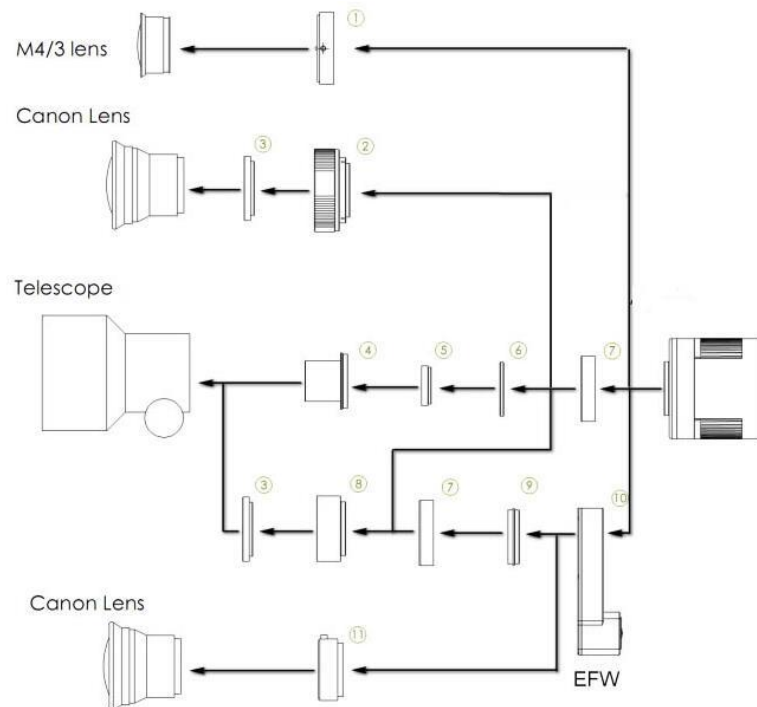 ①
M4/3 lens
Canon Lens
③ ②
Telescope
④ ⑤ ⑥ ⑦
③ ⑧ ⑦ ⑨ ⑩
Canon Lens
⑪
EFW